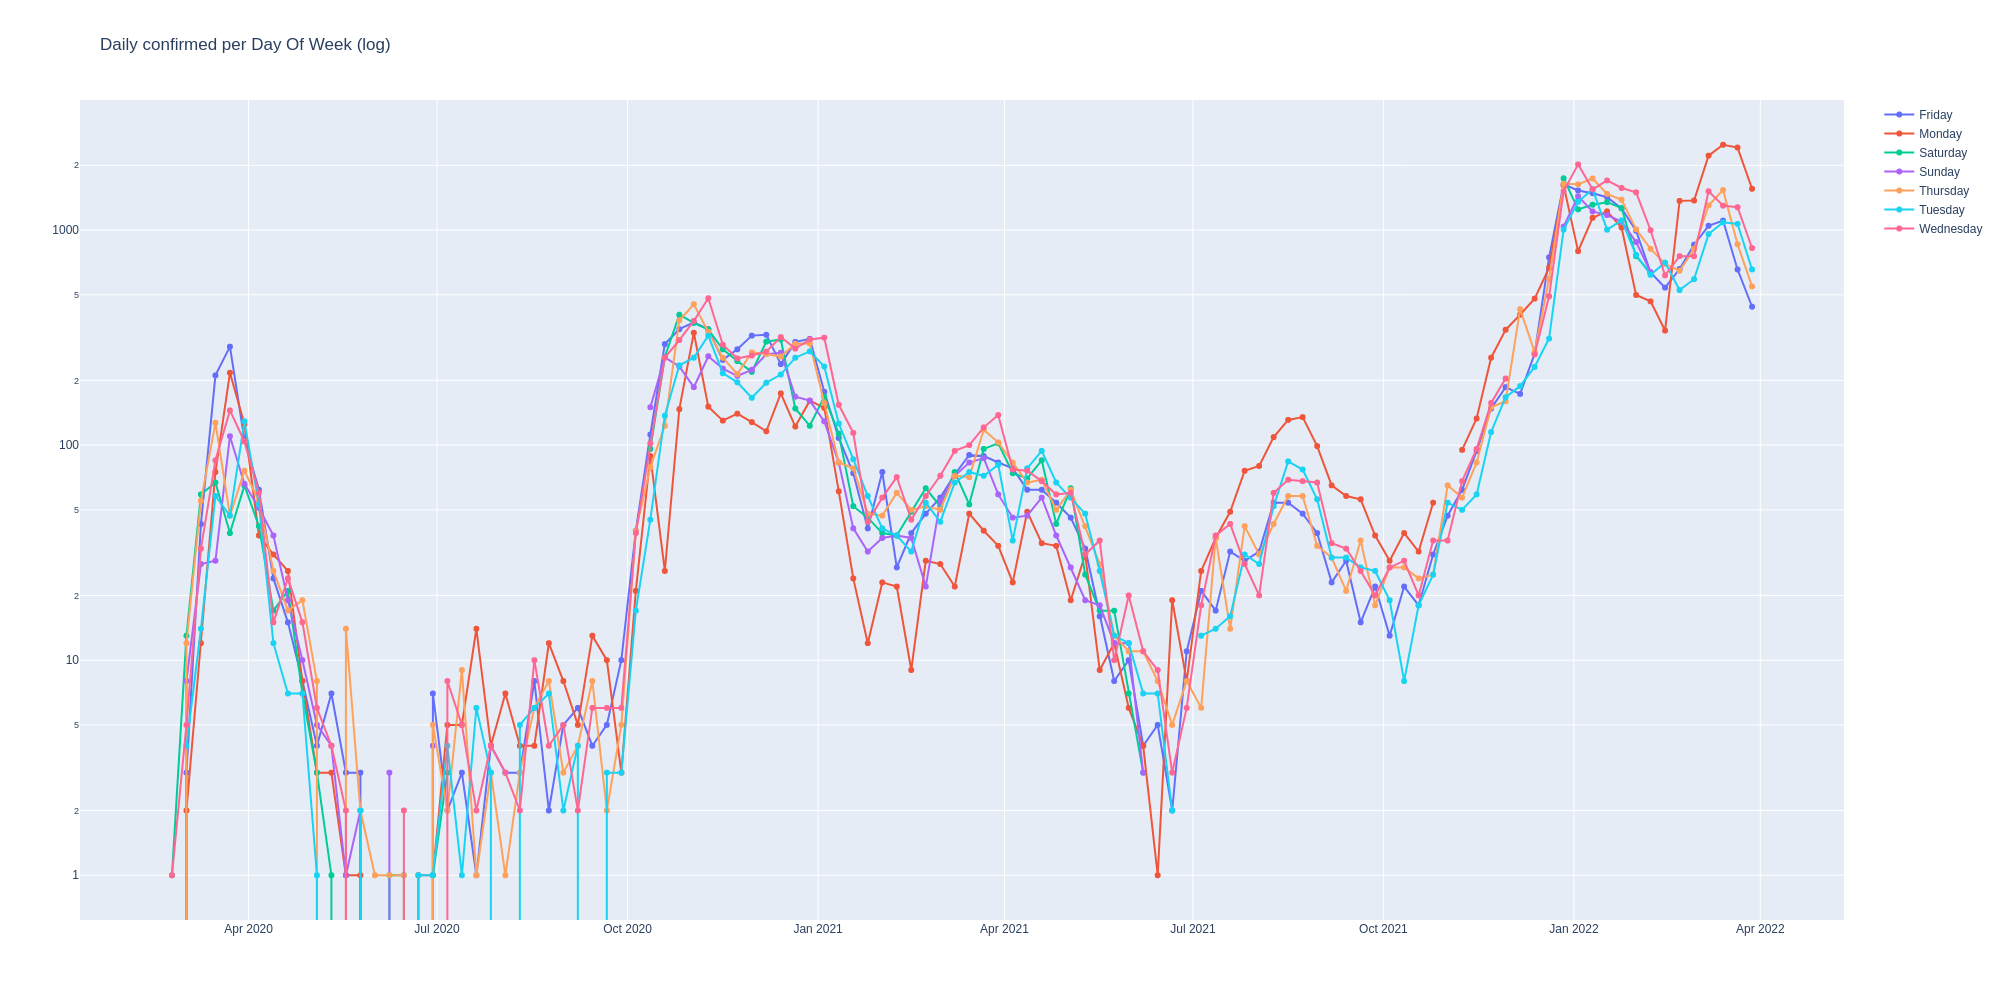 Daily confirmed per Day Of Week (log)
2
1000
5
2
100
5
2
10
5
2
1
Apr 2020
Jul 2020
Oct 2020
Jan 2021
Apr 2021
Jul 2021
Oct 2021
Jan 2022
Apr 2022
Friday
Monday
Saturday
Sunday
Thursday
Tuesday
Wednesday